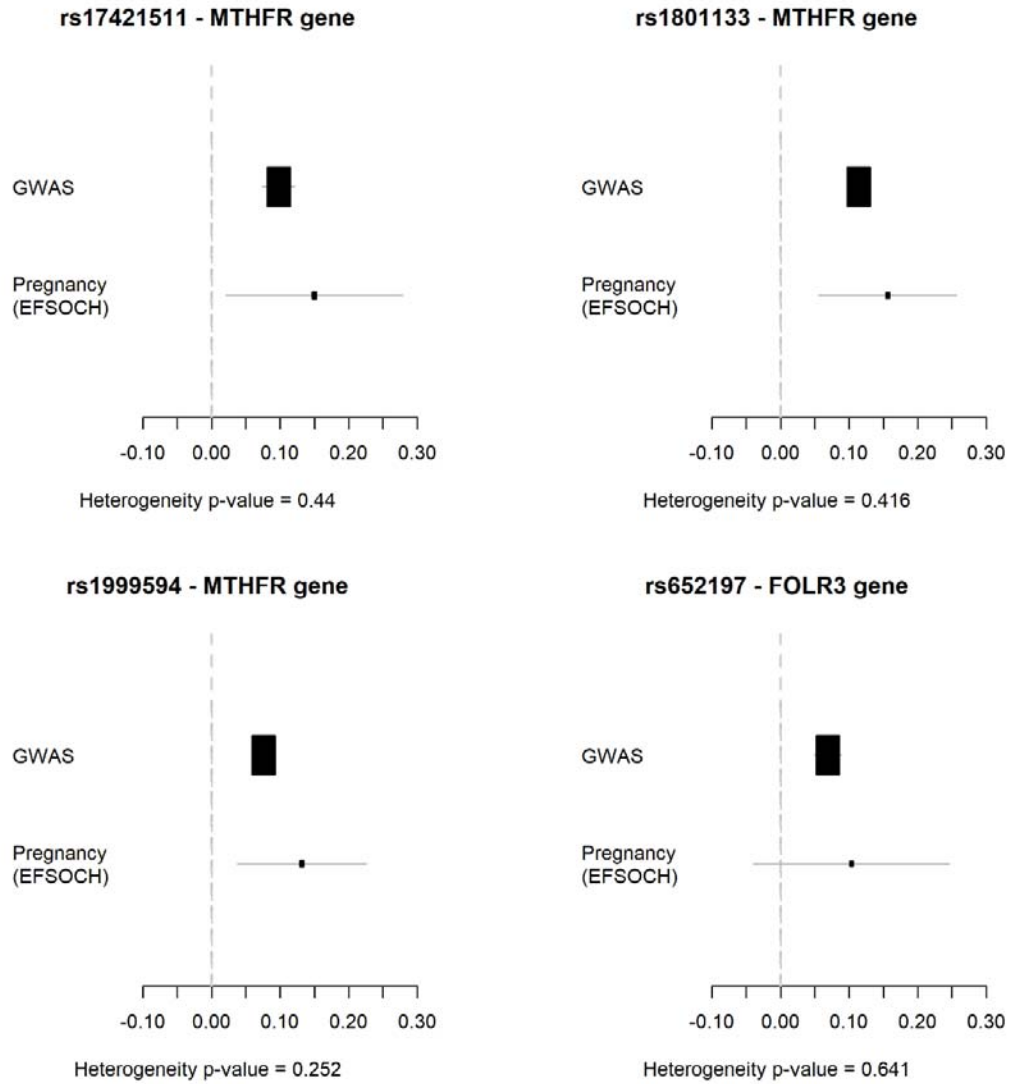 rs17421511 - MTHFR gene
GWAS
Pregnancy
(EFSOCH)
-0.10 0.00 0.10 0.20 0.30
Heterogeneity p-value = 0.44
rs1801133 - MTHFR gene
GWAS
Pregnancy
(EFSOCH)
-0.10 0.00 0.10 0.20 0.30
Heterogeneity p-value = 0.416
rs1999594 - MTHFR gene
GWAS
Pregnancy
(EFSOCH)
-0.10 0.00 0.10 0.20 0.30
Heterogeneity p-value = 0.252
rs652197 - FOLR3 gene
GWAS
Pregnancy
(EFSOCH)
-0.10 0.00 0.10 0.20 0.30
Heterogeneity p-value = 0.641